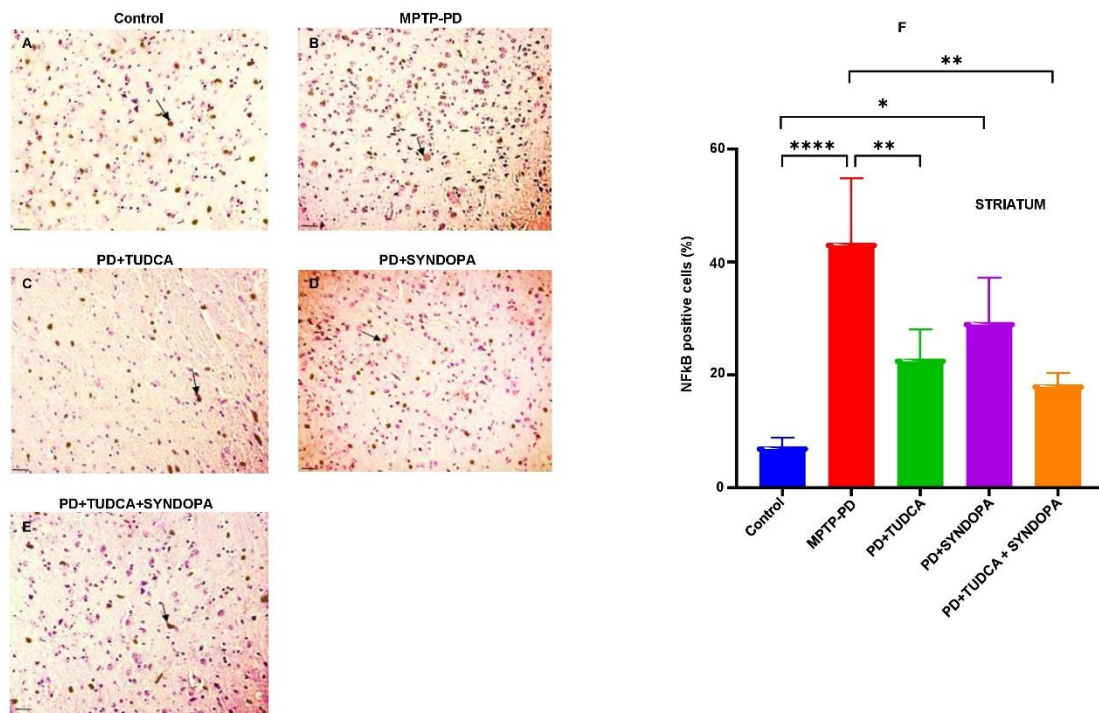 Control
A
MPTP-PD
B
PD+TUDCA
C
PD+SYNDOPA
D
PD+TUDCA+SYNDOPA
E
F
**
*
**** **
STRIATUM
NFkB positive cells (%)
60
40
20
0
Control
MPTP-PD
PD+TUDCA
PD+SYNDOPA
PD+TUDCA + SYNDOPA